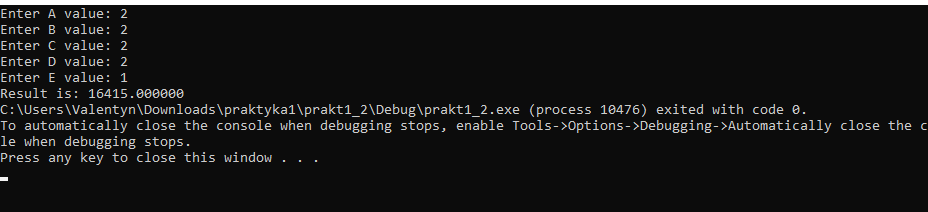 Enter A value: 2
Enter B value: 2
Enter C value: 2
Enter D value: 2
Enter E value: 1
Result is: 16415.000000
C:\Users\Valentyn\Downloads\praktyka1\prakt1_2\Debug\prakt1_2.exe (process 10476) exited with code 0.
To automatically close the console when debugging stops, enable Tools->Options->Debugging->Automatically close the c
le when debugging stops.
Press any key to close this window . . .